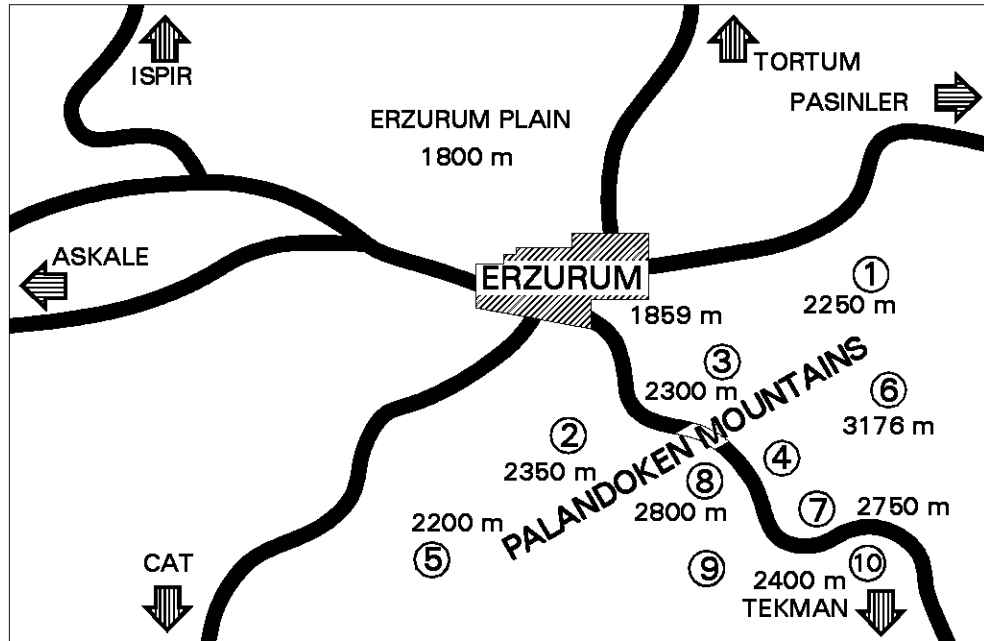 ISPIR
TORTUM
PASINLER
ERZURUM PLAIN
1800 m
ASKALE
ERZURUM
1859 m
1
2250 m
3
2300 m
PALANDOKEN MOUNTAINS
6
3176 m
2
2350 m
4
8
2800 m
7
2750 m
2200 m
5
9
10
2400 m
CAT
TEKMAN